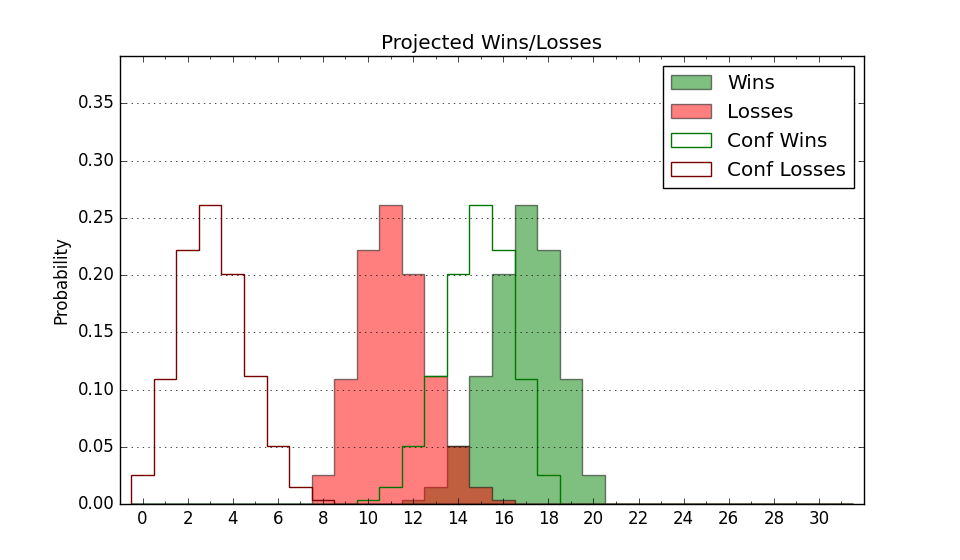 Projected Wins/Losses
Wins
Losses
Conf Wins
Conf Losses
Probability
0.35
0.30
0.25
0.20
0.15
0.10
0.05
0.00
0 2 4 6 8 10 12 14 16 18 20 22 24 26 28 30